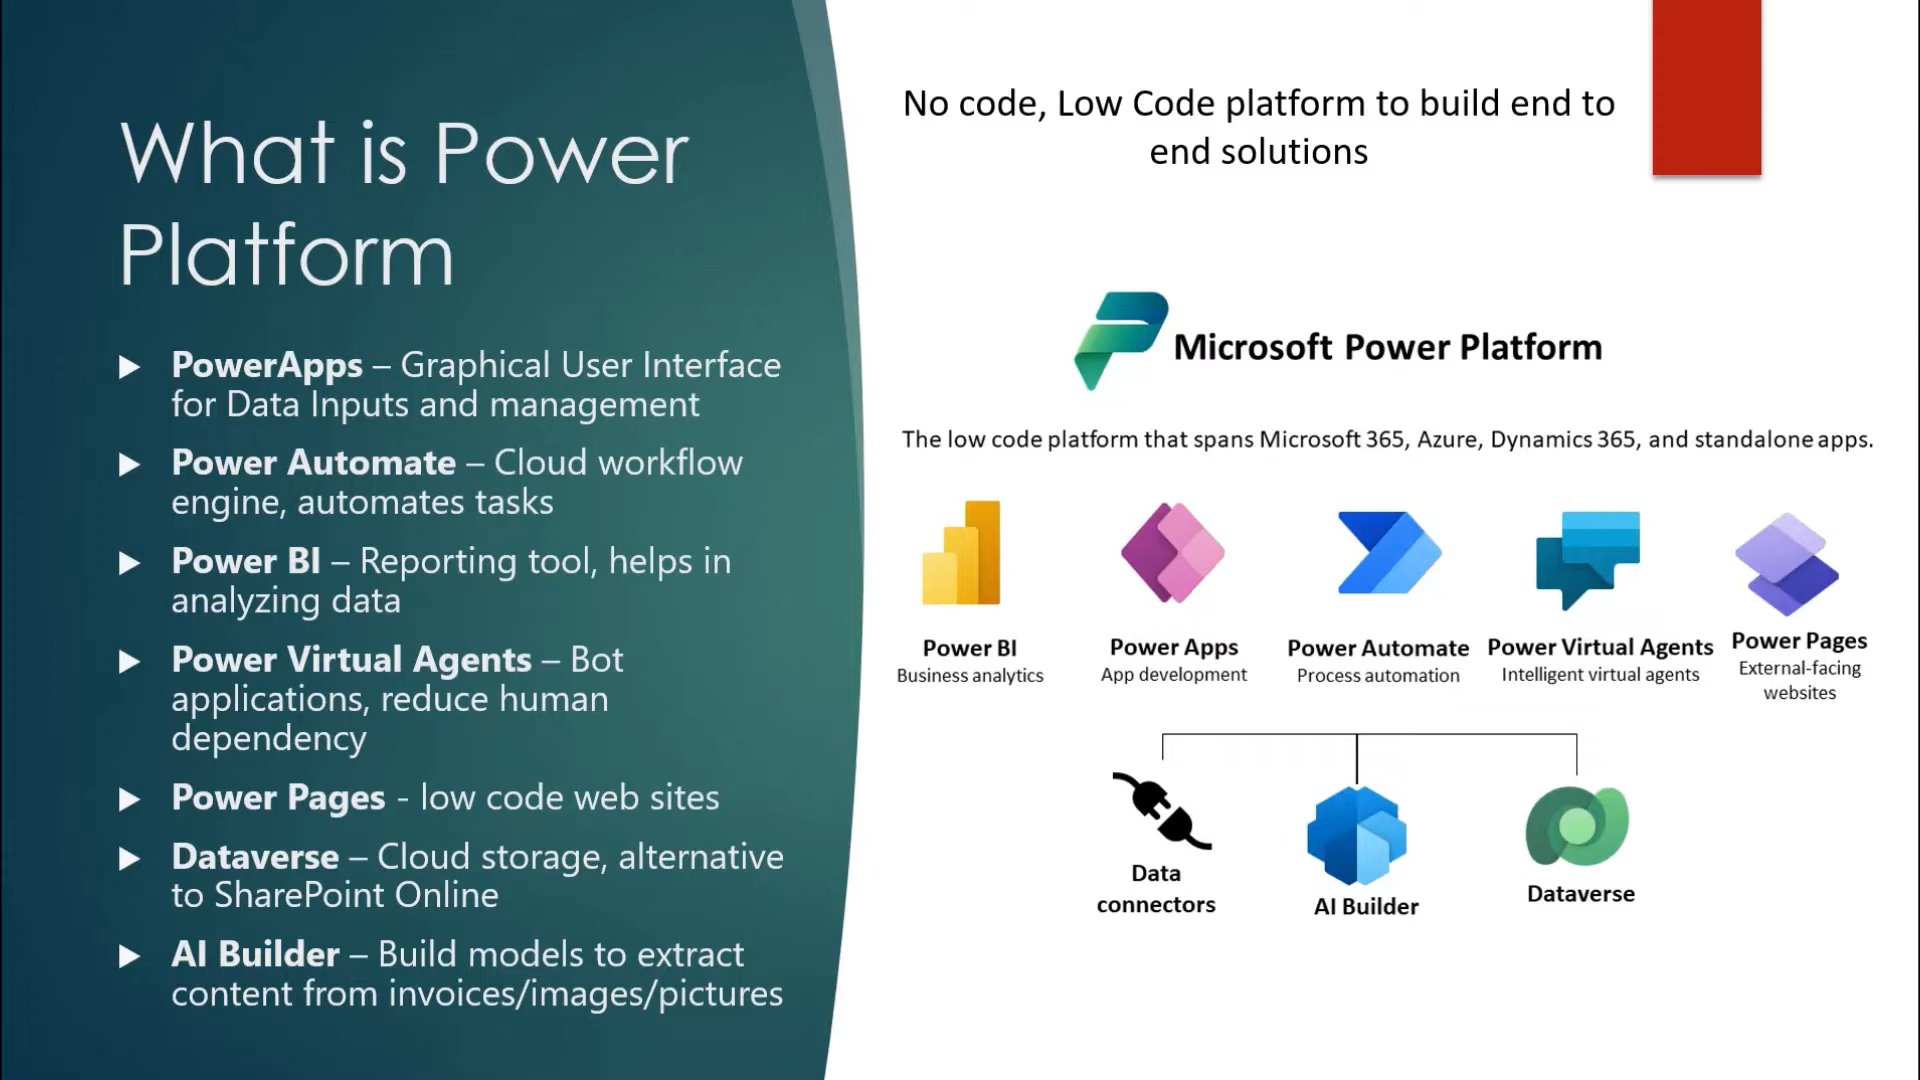 What is Power
Platform
PowerApps – Graphical User Interface
for Data Inputs and management
Power Automate – Cloud workflow
engine, automates tasks
Power BI – Reporting tool, helps in
analyzing data
Power Virtual Agents – Bot
applications, reduce human
dependency
Power Pages - low code web sites
Dataverse – Cloud storage, alternative
to SharePoint Online
AI Builder – Build models to extract
content from invoices/images/pictures
No code, Low Code platform to build end to
end solutions
Microsoft Power Platform
The low code platform that spans Microsoft 365, Azure, Dynamics 365, and standalone apps.
Power BI
Business analytics
Power Apps
App development
Power Automate
Process automation
Power Virtual Agents
Intelligent virtual agents
Power Pages
External-facing
websites
Data
connectors
AI Builder
Dataverse